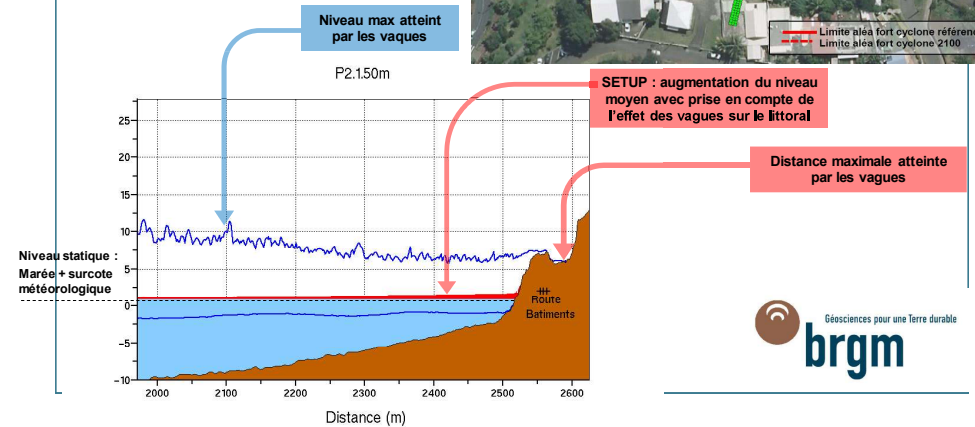 Niveau max atteint
par les vaques
Limite aléa fort cyclone référen
Limite aléa fort cyclone 2100
P2.1.50m
SETUP : augmentation du niveau
moyen avec prise en compte de
l'effet des vagues sur le littoral
Distance maximale atteinte
par les vagues
25
20
15
10
5
0
-5
-10
Niveau statique :
Marée + surcote
météorologique
Route
Batiments
2000 2100 2200 2300 2400 2500 2600
Distance (m)
Géosciences pour une Terre durable
brgm